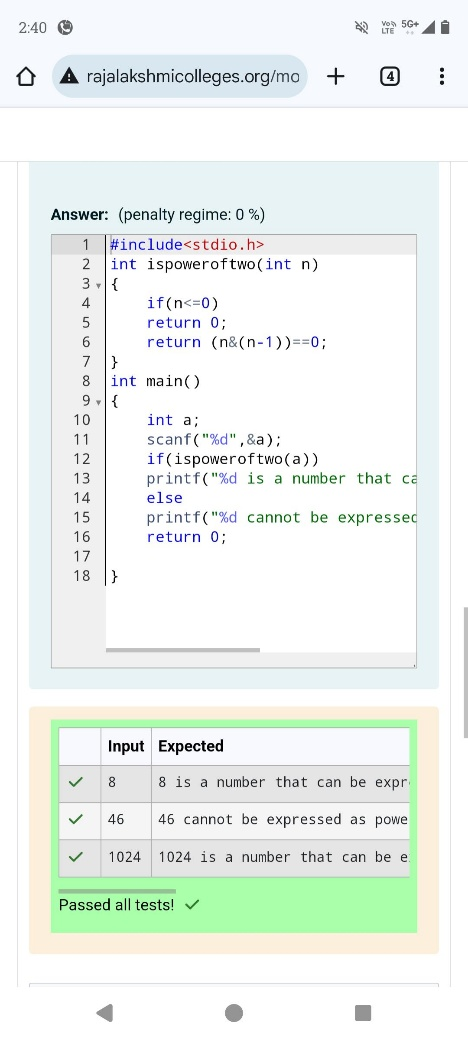 2:40
Vo) LTE 5G+
rajalakshmicolleges.org/mo
4
Answer: (penalty regime: 0 %)
1 #include<stdio.h>
2 int ispoweroftwo(int n)
3 {
4 if(n<=0)
5 return 0;
6 return (n&(n-1))==0;
7 }
8 int main()
9 {
10 int a;
11 scanf("%d",&a);
12 if(ispoweroftwo(a))
13 printf("%d is a number that ca
14 else
15 printf("%d cannot be expressed
16 return 0;
17
18 }
Input Expected
8 8 is a number that can be expr
46 46 cannot be expressed as powe
1024 1024 is a number that can be e
Passed all tests!